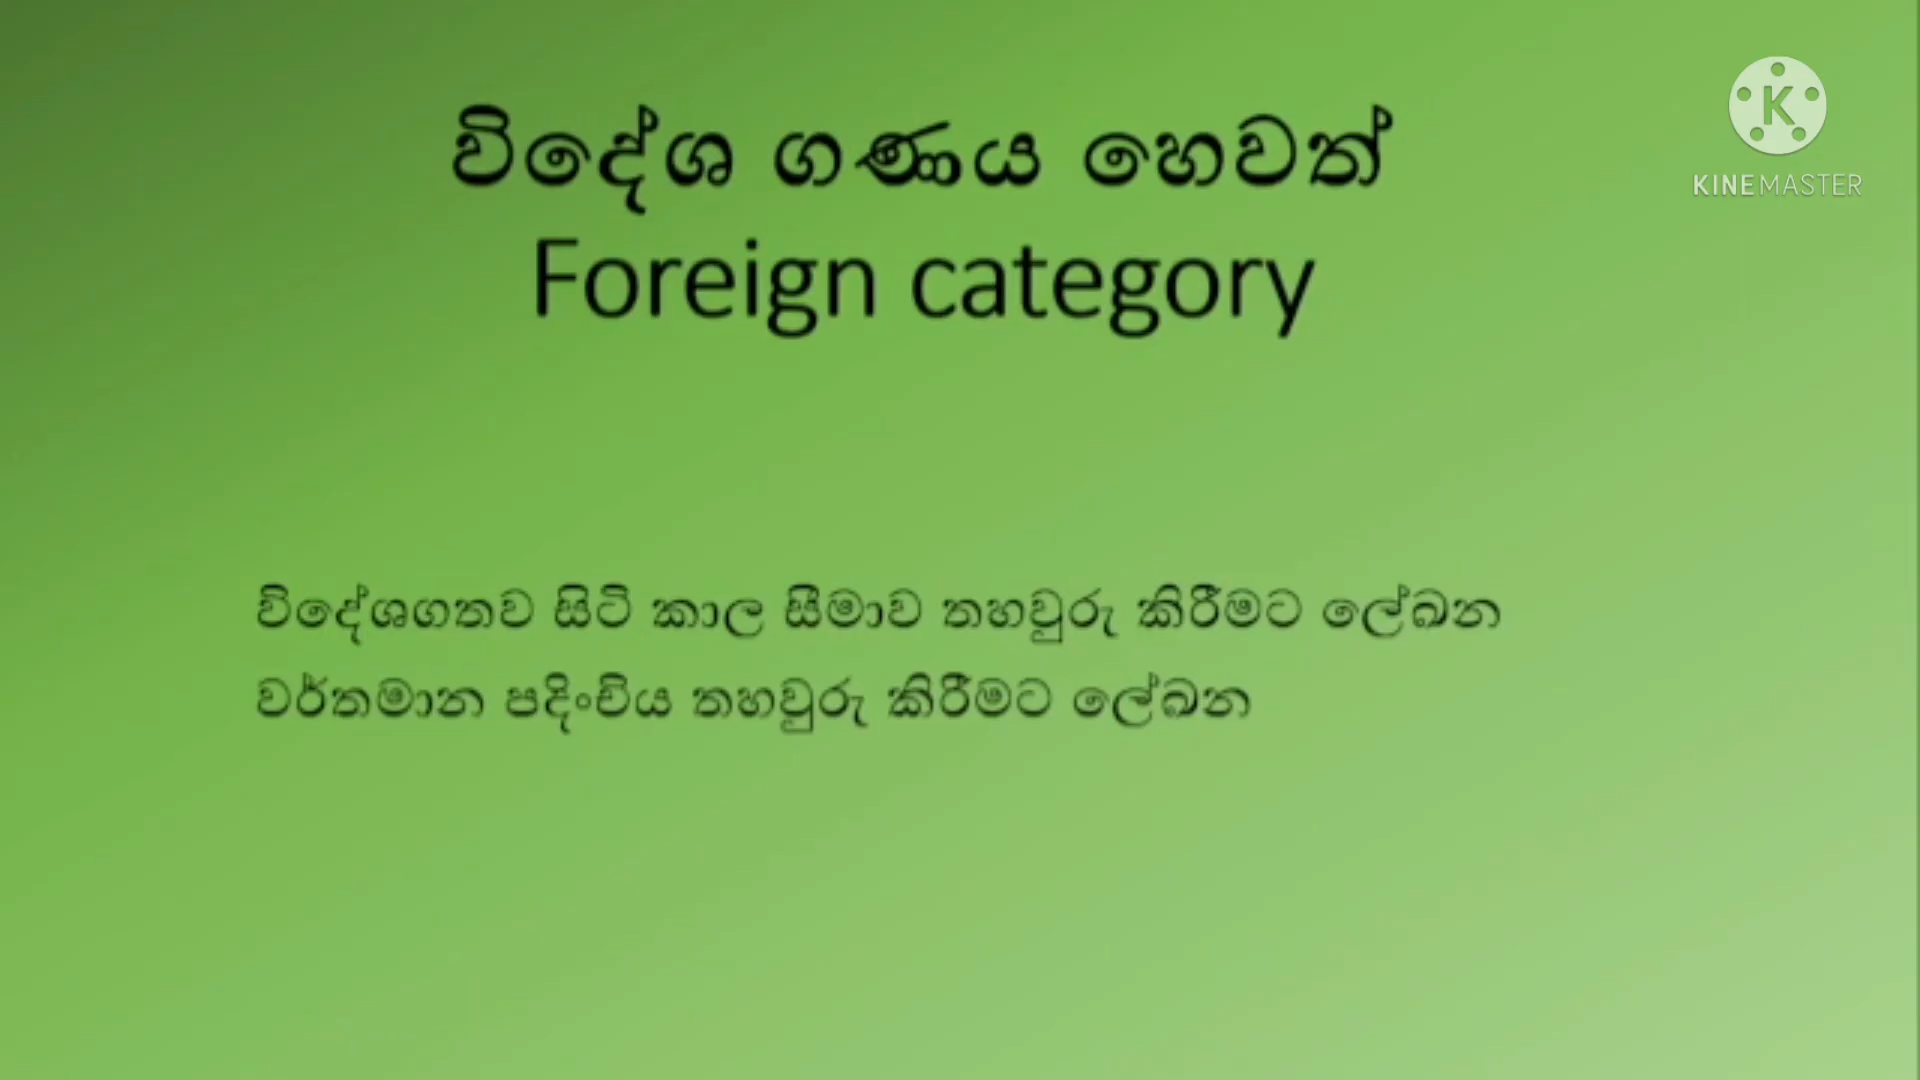 විදේශ ගණය හෙවත්
Foreign category
KINEMASTER
විදේශගතව සිටි කාල සීමාව තහවුරු කිරීමට ලේඛන
වර්තමාන පදිංචිය තහවුරු කිරීමට ලේඛන